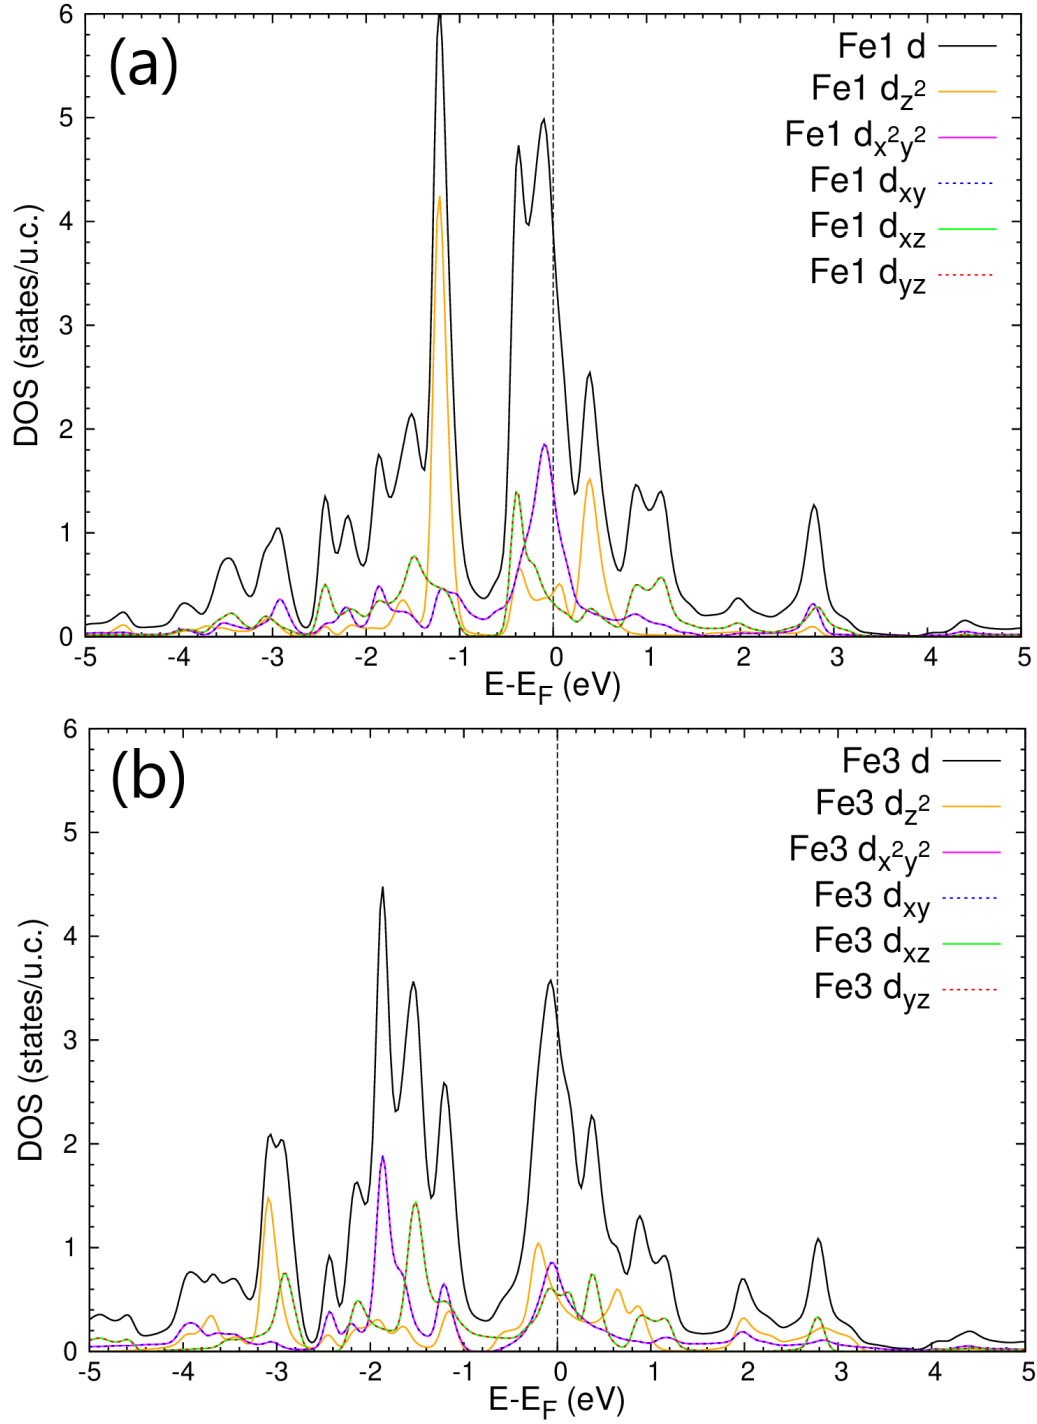 (a)
Fe1 d
Fe1 dz2
Fe1 dx2y2
Fe1 dxy
Fe1 dxz
Fe1 dyz
DOS (states/u.c.)
6
5
4
3
2
1
0
-5 -4 -3 -2 -1 0 1 2 3 4 5
E-EF (eV)
(b)
Fe3 d
Fe3 dz2
Fe3 dx2y2
Fe3 dxy
Fe3 dxz
Fe3 dyz
DOS (states/u.c.)
6
5
4
3
2
1
0
-5 -4 -3 -2 -1 0 1 2 3 4 5
E-EF (eV)